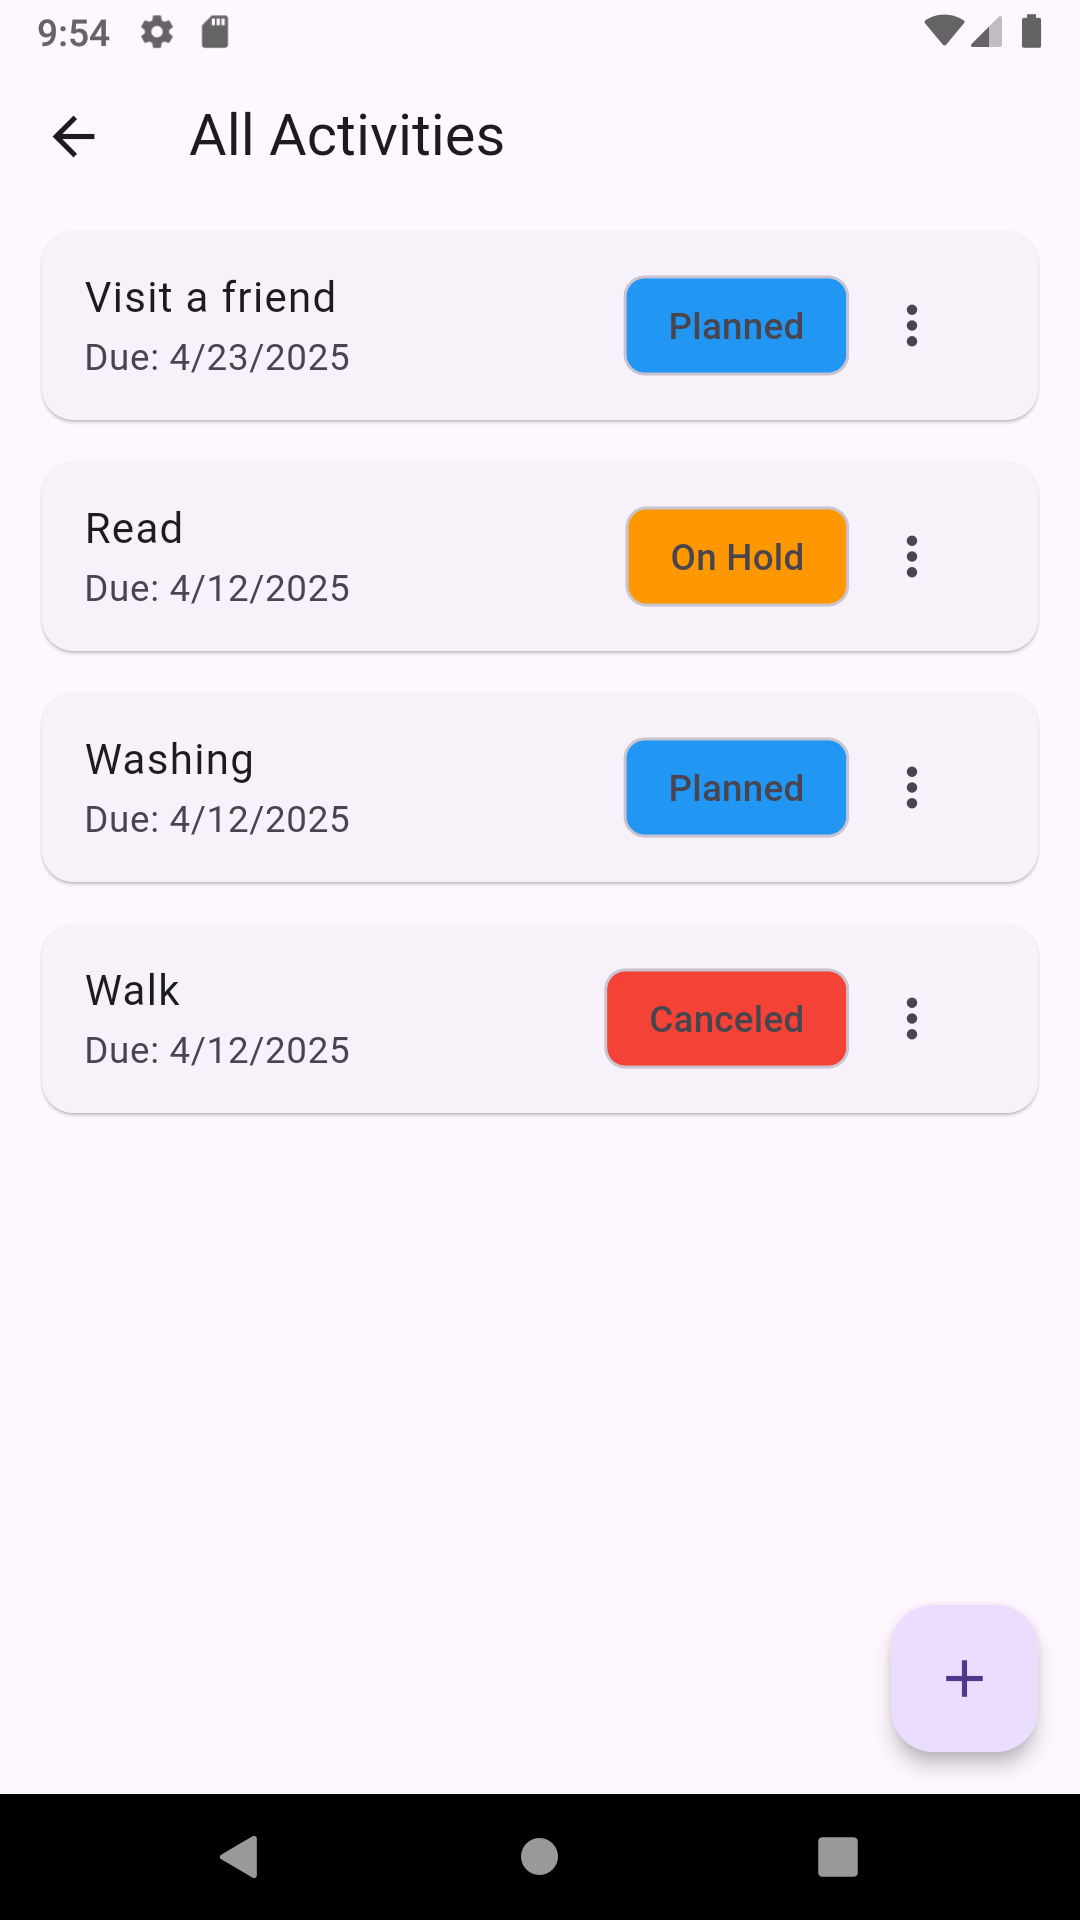 9:54
All Activities
Visit a friend
Due: 4/23/2025
Planned
Read
Due: 4/12/2025
On Hold
Washing
Due: 4/12/2025
Planned
Walk
Due: 4/12/2025
Canceled